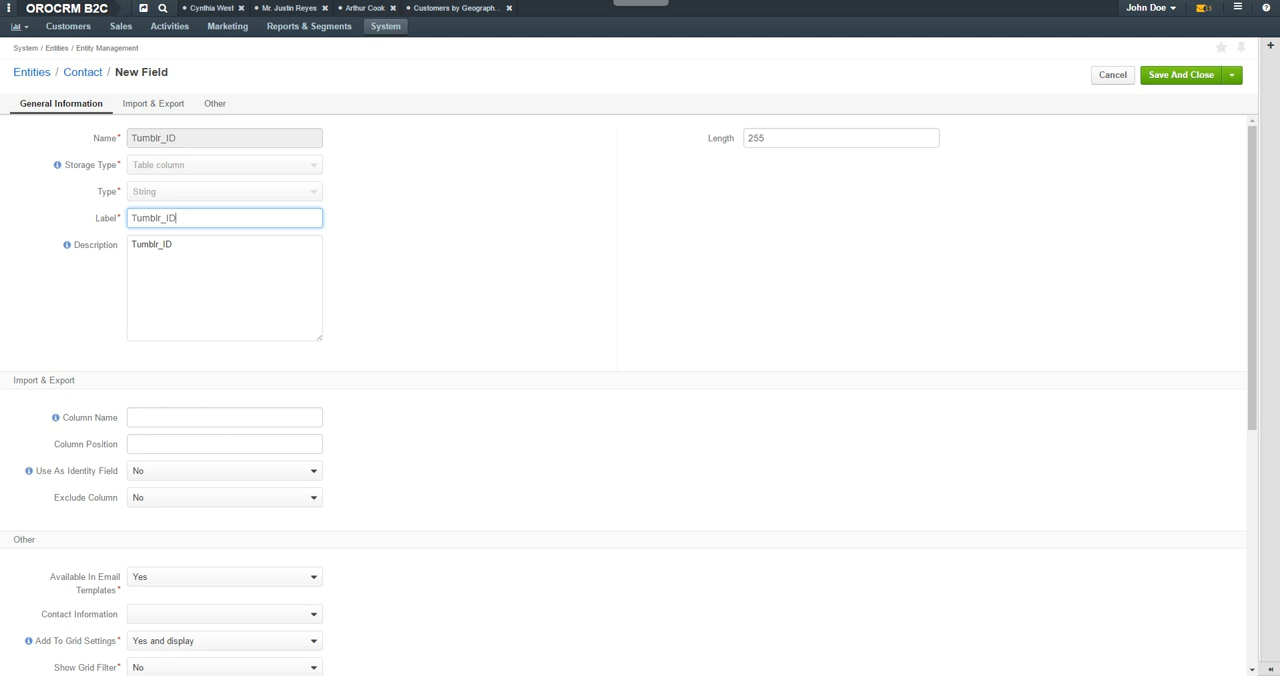 OROCRM B2C Cynthia West Mr. Justin Reyes Arthur Cook Customers by Geograph... John Doe 15
Customers Sales Activities Marketing Reports & Segments System
System / Entities / Entity Management
Entities / Contact / New Field Cancel Save And Close
General Information Import & Export Other
Name* Tumblr_ID Length 255
Storage Type* Table column
Type* String
Label* Tumblr_ID
Description Tumblr_ID
Import & Export
Column Name
Column Position
Use As Identity Field No
Exclude Column No
Other
Available In Email Yes
Templates*
Contact Information
Add To Grid Settings* Yes and display
Show Grid Filter* No